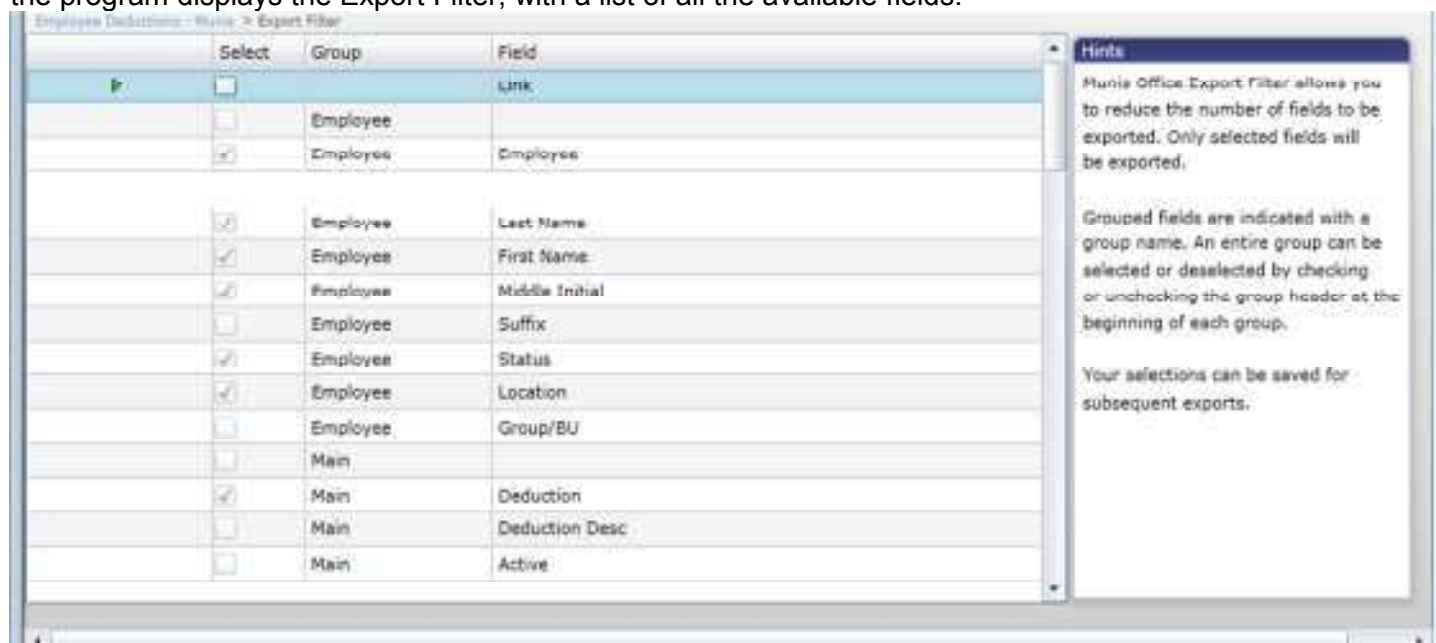 the program displays the Export Filter, with a list of all the available fields.
Employee Deductions - Munis > Export Filter
Select Group Field
Link
Employee
Employee Employee
Employee Last Name
Employee First Name
Employee Middle Initial
Employee Suffix
Employee Status
Employee Location
Employee Group/BU
Main
Main Deduction
Main Deduction Desc
Main Active
Hints
Munis Office Export Filter allows you
to reduce the number of fields to be
exported. Only selected fields will
be exported.
Grouped fields are indicated with a
group name. An entire group can be
selected or deselected by checking
or unchecking the group header at the
beginning of each group.
Your selections can be saved for
subsequent exports.